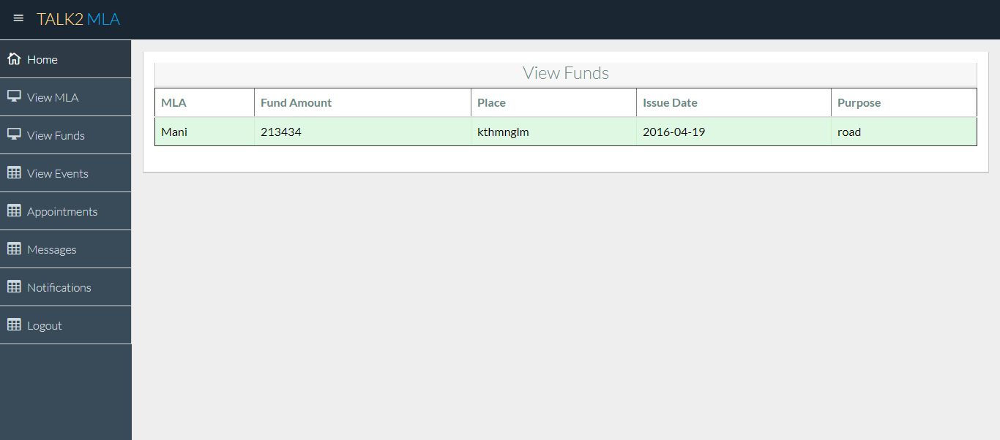 TALK2 MLA
Home
View MLA
View Funds
View Events
Appointments
Messages
Notifications
Logout
View Funds
MLA Fund Amount Place Issue Date Purpose
Mani 213434 kthmnglm 2016-04-19 road